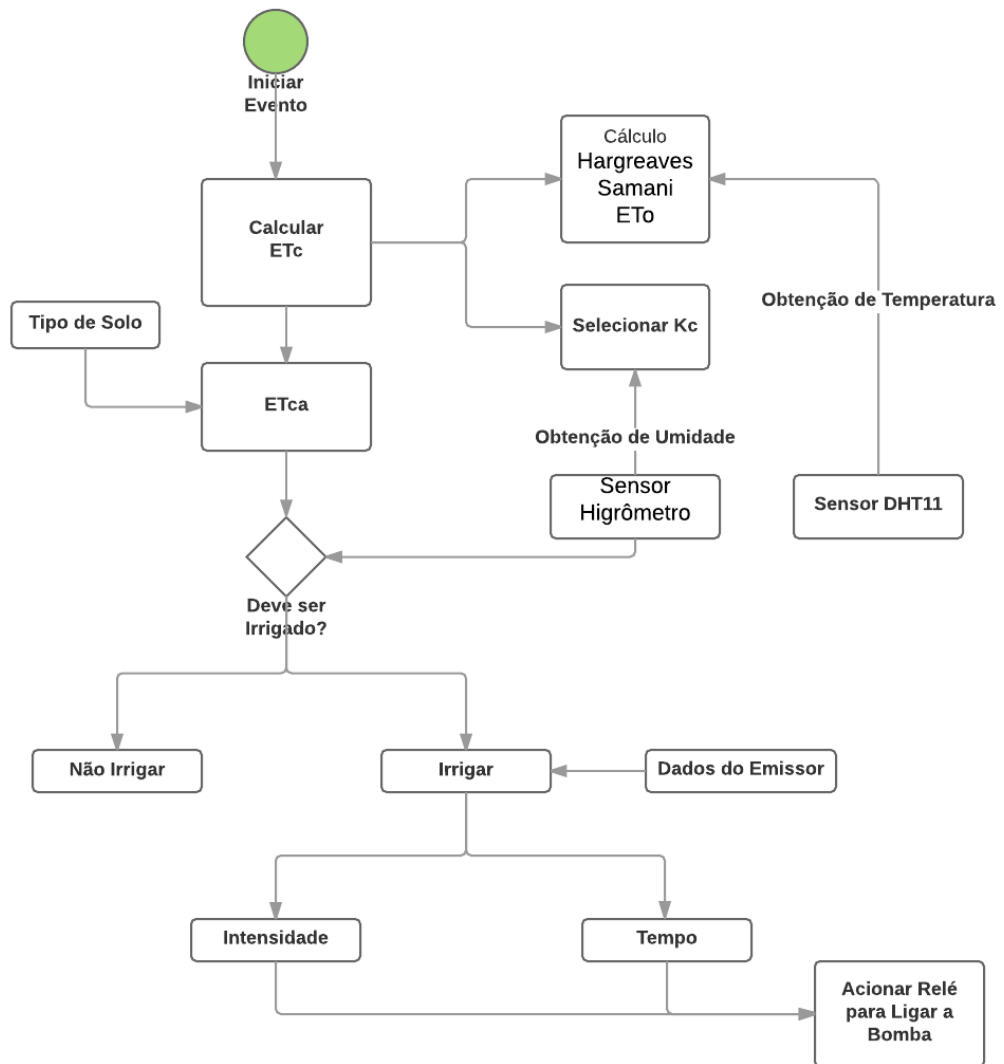 Iniciar
Evento
Cálculo
Hargreaves
Samani
ETo
Calcular
ETc
Obtenção de Temperatura
Tipo de Solo
Selecionar Kc
ETca
Obtenção de Umidade
Sensor
Higrômetro
Sensor DHT11
Deve ser
Irrigado?
Não Irrigar
Irrigar
Dados do Emissor
Intensidade
Tempo
Acionar Relé
para Ligar a
Bomba